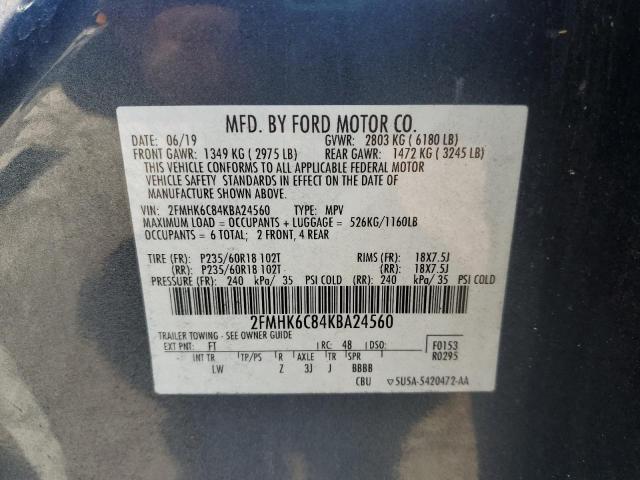 MFD. BY FORD MOTOR CO.
DATE: 06/19 GVWR: 2803 KG ( 6180 LB)
FRONT GAWR: 1349 KG ( 2975 LB) REAR GAWR: 1472 KG ( 3245 LB)
THIS VEHICLE CONFORMS TO ALL APPLICABLE FEDERAL MOTOR
VEHICLE SAFETY STANDARDS IN EFFECT ON THE DATE OF
MANUFACTURE SHOWN ABOVE.
VIN: 2FMHK6C84KBA24560 TYPE: MPV
MAXIMUM LOAD = OCCUPANTS + LUGGAGE = 526KG/1160LB
OCCUPANTS = 6 TOTAL; 2 FRONT, 4 REAR
TIRE (FR): P235/60R18 102T RIMS (FR): 18X7.5J
(RR): P235/60R18 102T (RR): 18X7.5J
PRESSURE (FR): 240 kPa/ 35 PSI COLD (RR): 240 kPa/ 35 PSI COLD
2FMHK6C84KBA24560
TRAILER TOWING - SEE OWNER GUIDE
EXT PNT: FT RC: 48 DSO: F0153
INT TR TP/PS R AXLE TR SPR R0295
LW Z 3J J BBBB
CBU ▽5U5A-5420472-AA